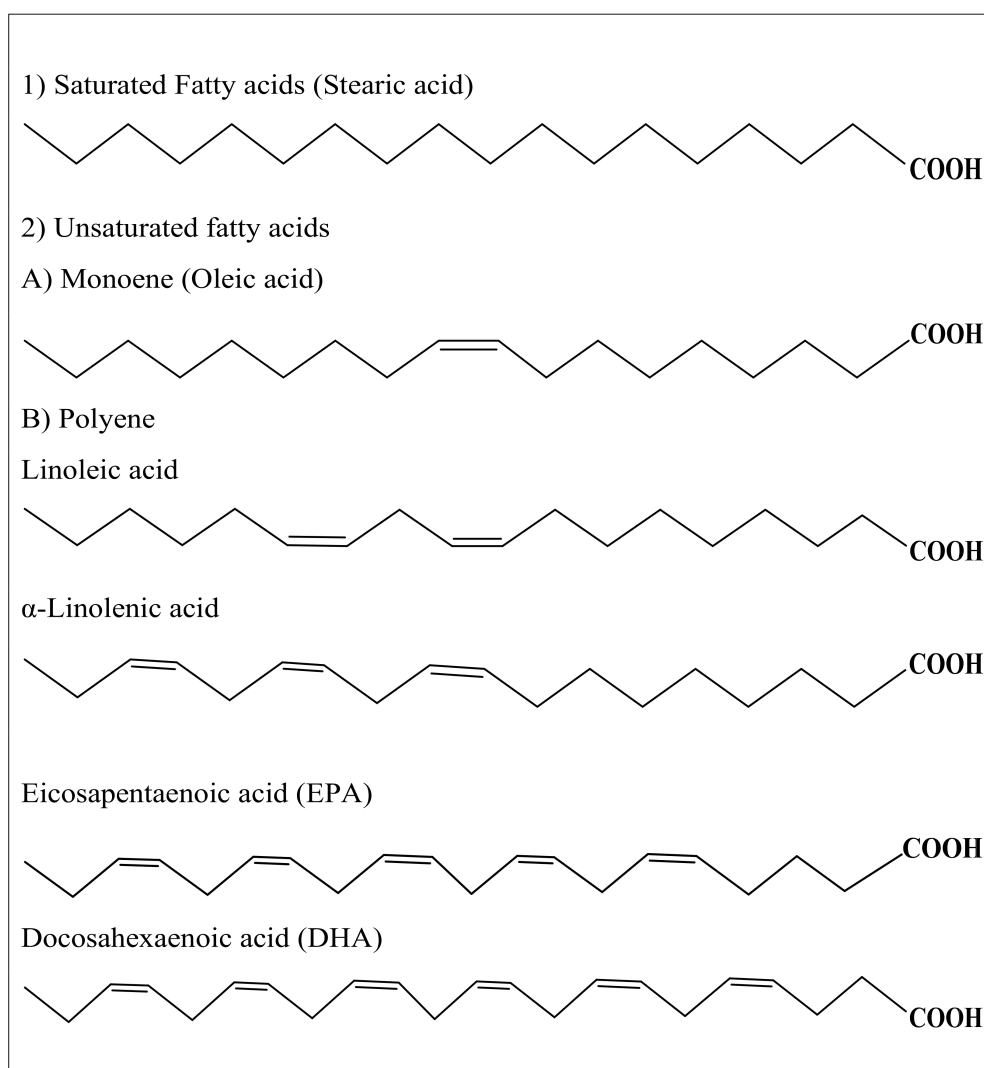 1) Saturated Fatty acids (Stearic acid)
COOH
2) Unsaturated fatty acids
A) Monoene (Oleic acid)
COOH
B) Polyene
Linoleic acid
COOH
α-Linolenic acid
COOH
Eicosapentaenoic acid (EPA)
COOH
Docosahexaenoic acid (DHA)
COOH